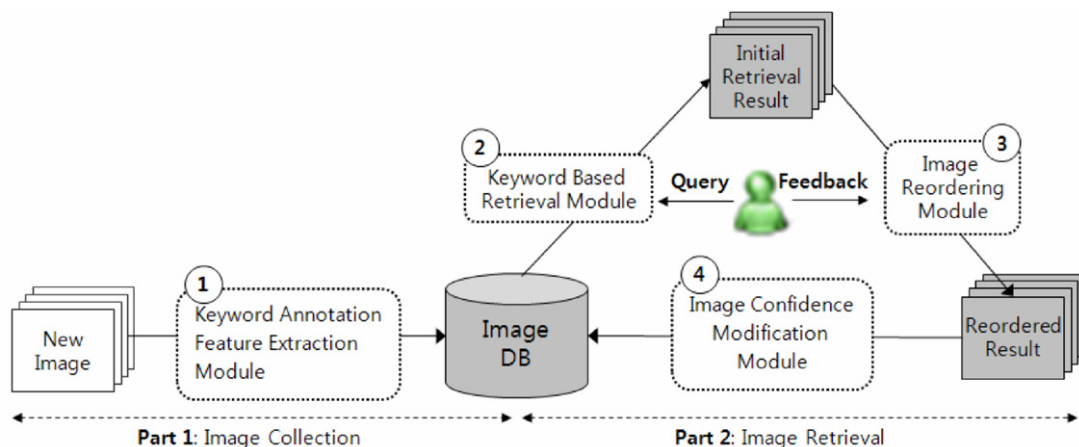 Initial
Retrieval
Result
2
Keyword Based
Retrieval Module
Query
Feedback
3
Image
Reordering
Module
1
Keyword Annotation
Feature Extraction
Module
New
Image
Image
DB
4
Image Confidence
Modification
Module
Reordered
Result
Part 1: Image Collection
Part 2: Image Retrieval